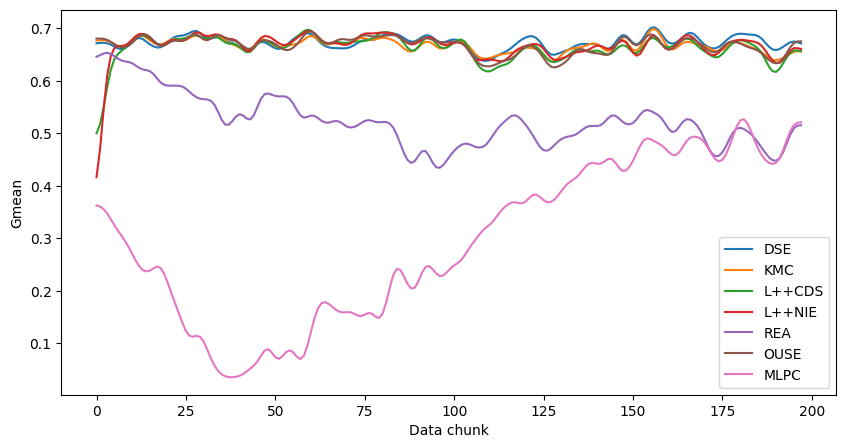 0.7
0.6
0.5
0.4
0.3
0.2
0.1
Gmean
0 25 50 75 100 125 150 175 200
Data chunk
DSE
KMC
L++CDS
L++NIE
REA
OUSE
MLPC